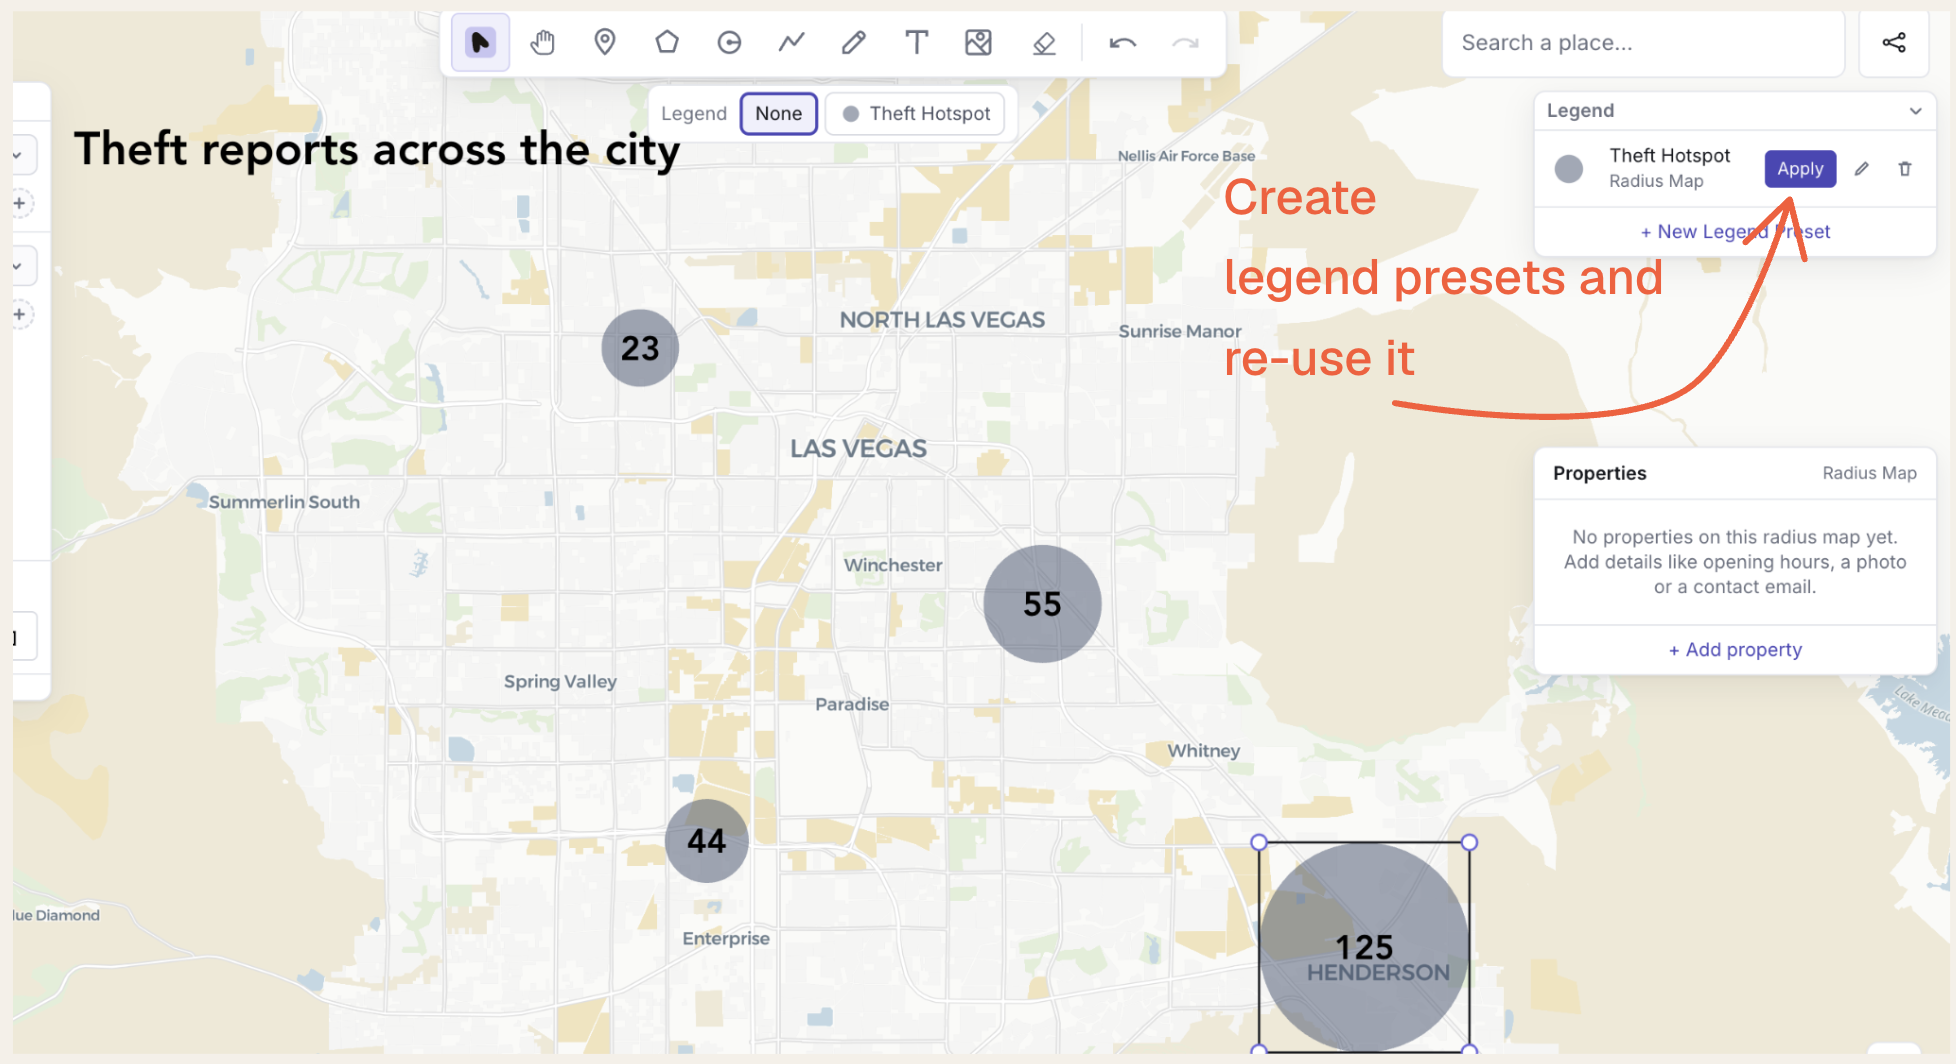 Search a place...
Legend
None
Theft Hotspot
Legend
Theft reports across the city
Nellis Air Force Base
Theft Hotspot
Radius Map
Apply
+ New Legend Preset
Create
legend presets and
re-use it
NORTH LAS VEGAS
Sunrise Manor
23
LAS VEGAS
Properties
Radius Map
Summerlin South
No properties on this radius map yet.
Add details like opening hours, a photo
or a contact email.
Winchester
55
+ Add property
Spring Valley
Paradise
Lake Mead
Whitney
44
lue Diamond
Enterprise
125
HENDERSON